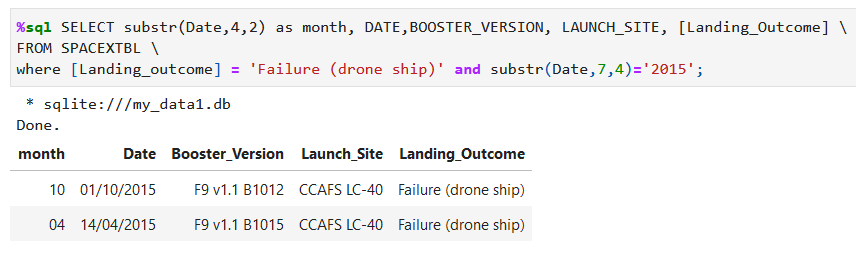 %sql SELECT substr(Date,4,2) as month, DATE,BOOSTER_VERSION, LAUNCH_SITE, [Landing_Outcome] \
FROM SPACEXTBL \
where [Landing_outcome] = 'Failure (drone ship)' and substr(Date,7,4)='2015';
* sqlite:///my_data1.db
Done.
month Date Booster_Version Launch_Site Landing_Outcome
10 01/10/2015 F9 v1.1 B1012 CCAFS LC-40 Failure (drone ship)
04 14/04/2015 F9 v1.1 B1015 CCAFS LC-40 Failure (drone ship)